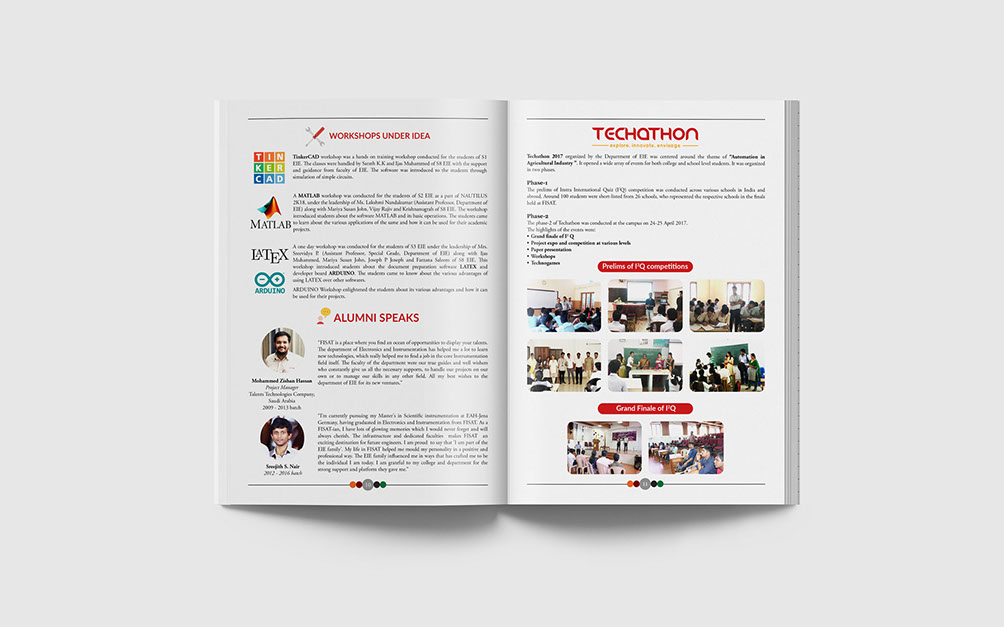 WORKSHOPS UNDER IDEA
TIN
KER
CAD
TinkerCAD workshop was a hands on training workshop conducted for the students of S1
EIE. The classes were handled by Sarath K.K and Ijas Muhammed of S8 EIE with the support
and guidance from faculty of EIE. The software was introduced to the students through
simulation of simple circuits.
MATLAB
A MATLAB workshop was conducted for the students of S2 EIE as a part of NAUTILUS
2K18, under the leadership of Ms. Lakshmi Nandakumar (Assistant Professor, Department of
EIE) along with Mariya Susan John, Vijay Rajiv and Krishnanugrah of S8 EIE. The workshop
introduced students about the software MATLAB and its basic operations. The students came
to learn about the various applications of the same and how it can be used for their academic
projects.
LATEX
ARDUINO
A one day workshop was conducted for the students of S3 EIE under the leadership of Mrs.
Sreevidya P. (Assistant Professor, Special Grade, Department of EIE) along with Ijas
Muhammed, Mariya Susan John, Joseph P Joseph and Farzana Saleem of S8 EIE. This
workshop introduced students about the document preparation software LATEX and
developer board ARDUINO. The students came to know about the various advantages of
using LATEX over other softwares.
ARDUINO Workshop enlightened the students about its various advantages and how it can
be used for their projects.
ALUMNI SPEAKS
Mohammed Zishan Hassan
Project Manager
Talents Technologies Company,
Saudi Arabia
2009 - 2013 batch
"FISAT is a place where you find an ocean of opportunities to display your talents.
The department of Electronics and Instrumentation has helped me a lot to learn
new technologies, which really helped me to find a job in the core Instrumentation
field itself. The faculty of the department were our true guides and well wishers
who constantly give us all the necessary supports, to handle our projects on our
own or to manage our skills in any other field. All my best wishes to the
department of EIE for its new ventures."
Sreejith S. Nair
2012 - 2016 batch
"I'm currently pursuing my Master's in Scientific instrumentation at EAH-Jena
Germany, having graduated in Electronics and Instrumentation from FISAT. As a
FISAT-ian, I have lots of glowing memories which I would never forget and will
always cherish. The infrastructure and dedicated faculties makes FISAT an
exciting destination for future engineers. I am proud to say that 'I am part of the
EIE family'. My life in FISAT helped me mould my personality in a positive and
professional way. The EIE family influenced me in ways that has crafted me to be
the individual I am today. I am grateful to my college and department for the
strong support and platform they gave me."
TECHATHON
explore. innovate. envisage
Techathon 2017 organized by the Department of EIE was centered around the theme of "Automation in
Agricultural Industry". It opened a wide array of events for both college and school level students. It was organized
in two phases.
Phase-1
The prelims of Instra International Quiz (I²Q) competition was conducted across various schools in India and
abroad. Around 100 students were short-listed from 26 schools, who represented the respective schools in the finals
held at FISAT.
Phase-2
The phase-2 of Techathon was conducted at the campus on 24-25 April 2017.
The highlights of the event were:
• Grand finale of I² Q
• Project expo and competition at various levels
• Paper presentation
• Workshops
• Technogames
Prelims of I²Q competitions
Grand Finale of I²Q